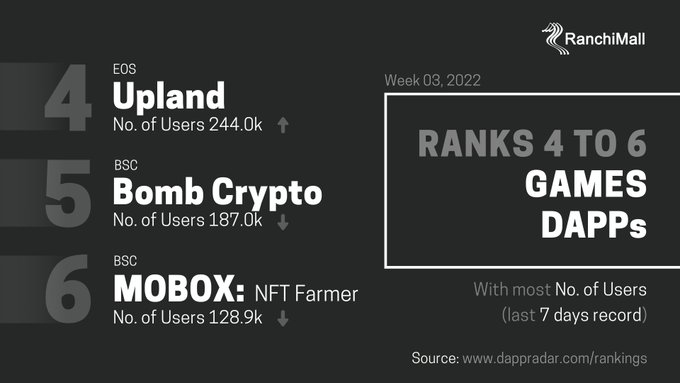 RanchiMall
4
EOS
Upland
No. of Users 244.0k
5
BSC
Bomb Crypto
No. of Users 187.0k
6
BSC
MOBOX: NFT Farmer
No. of Users 128.9k
Week 03, 2022
RANKS 4 TO 6
GAMES
DAPPs
With most No. of Users
(last 7 days record)
Source: www.dappradar.com/rankings